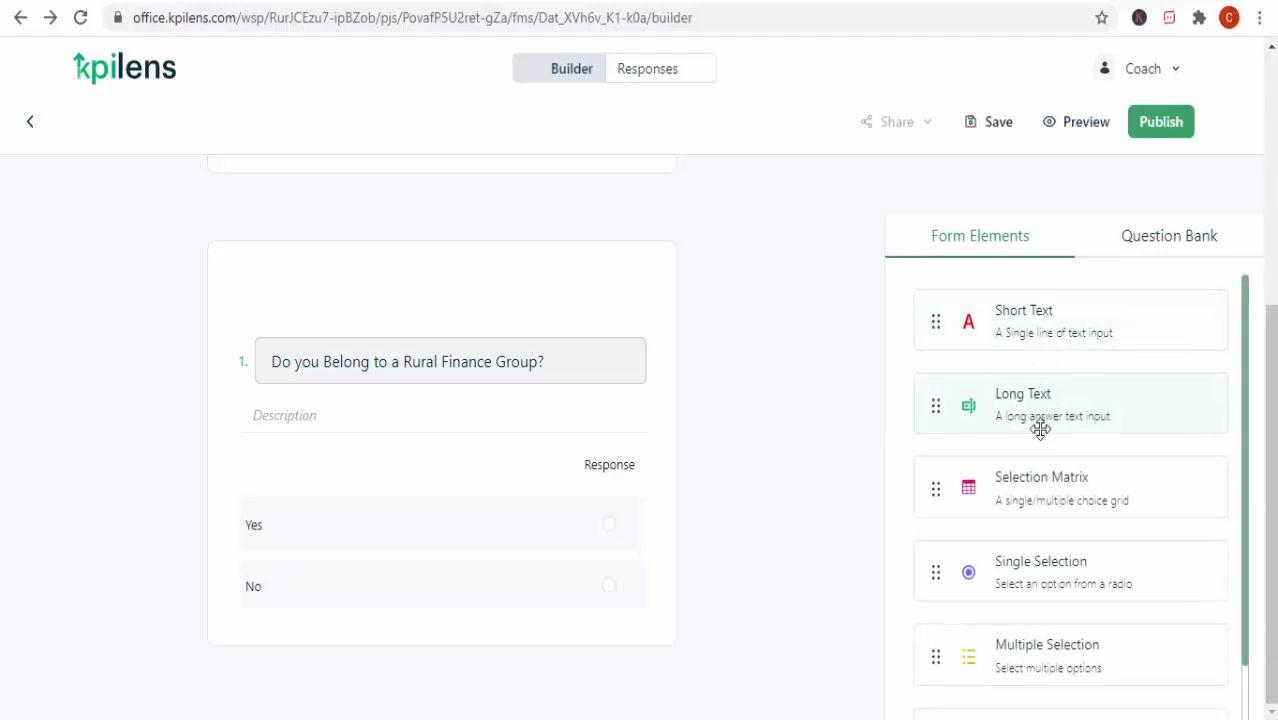 office.kpilens.com/wsp/RurJCEzu7-ipBZob/pjs/PovafP5U2ret-gZa/fms/Dat_XVh6v_K1-k0a/builder
K
C
kpilens
Builder
Responses
Coach
Share
Save
Preview
Publish
1. Do you Belong to a Rural Finance Group?
Description
Response
Yes
No
Form Elements
Question Bank
A
Short Text
A Single line of text input
Long Text
A long answer text input
Selection Matrix
A single/multiple choice grid
Single Selection
Select an option from a radio
Multiple Selection
Select multiple options